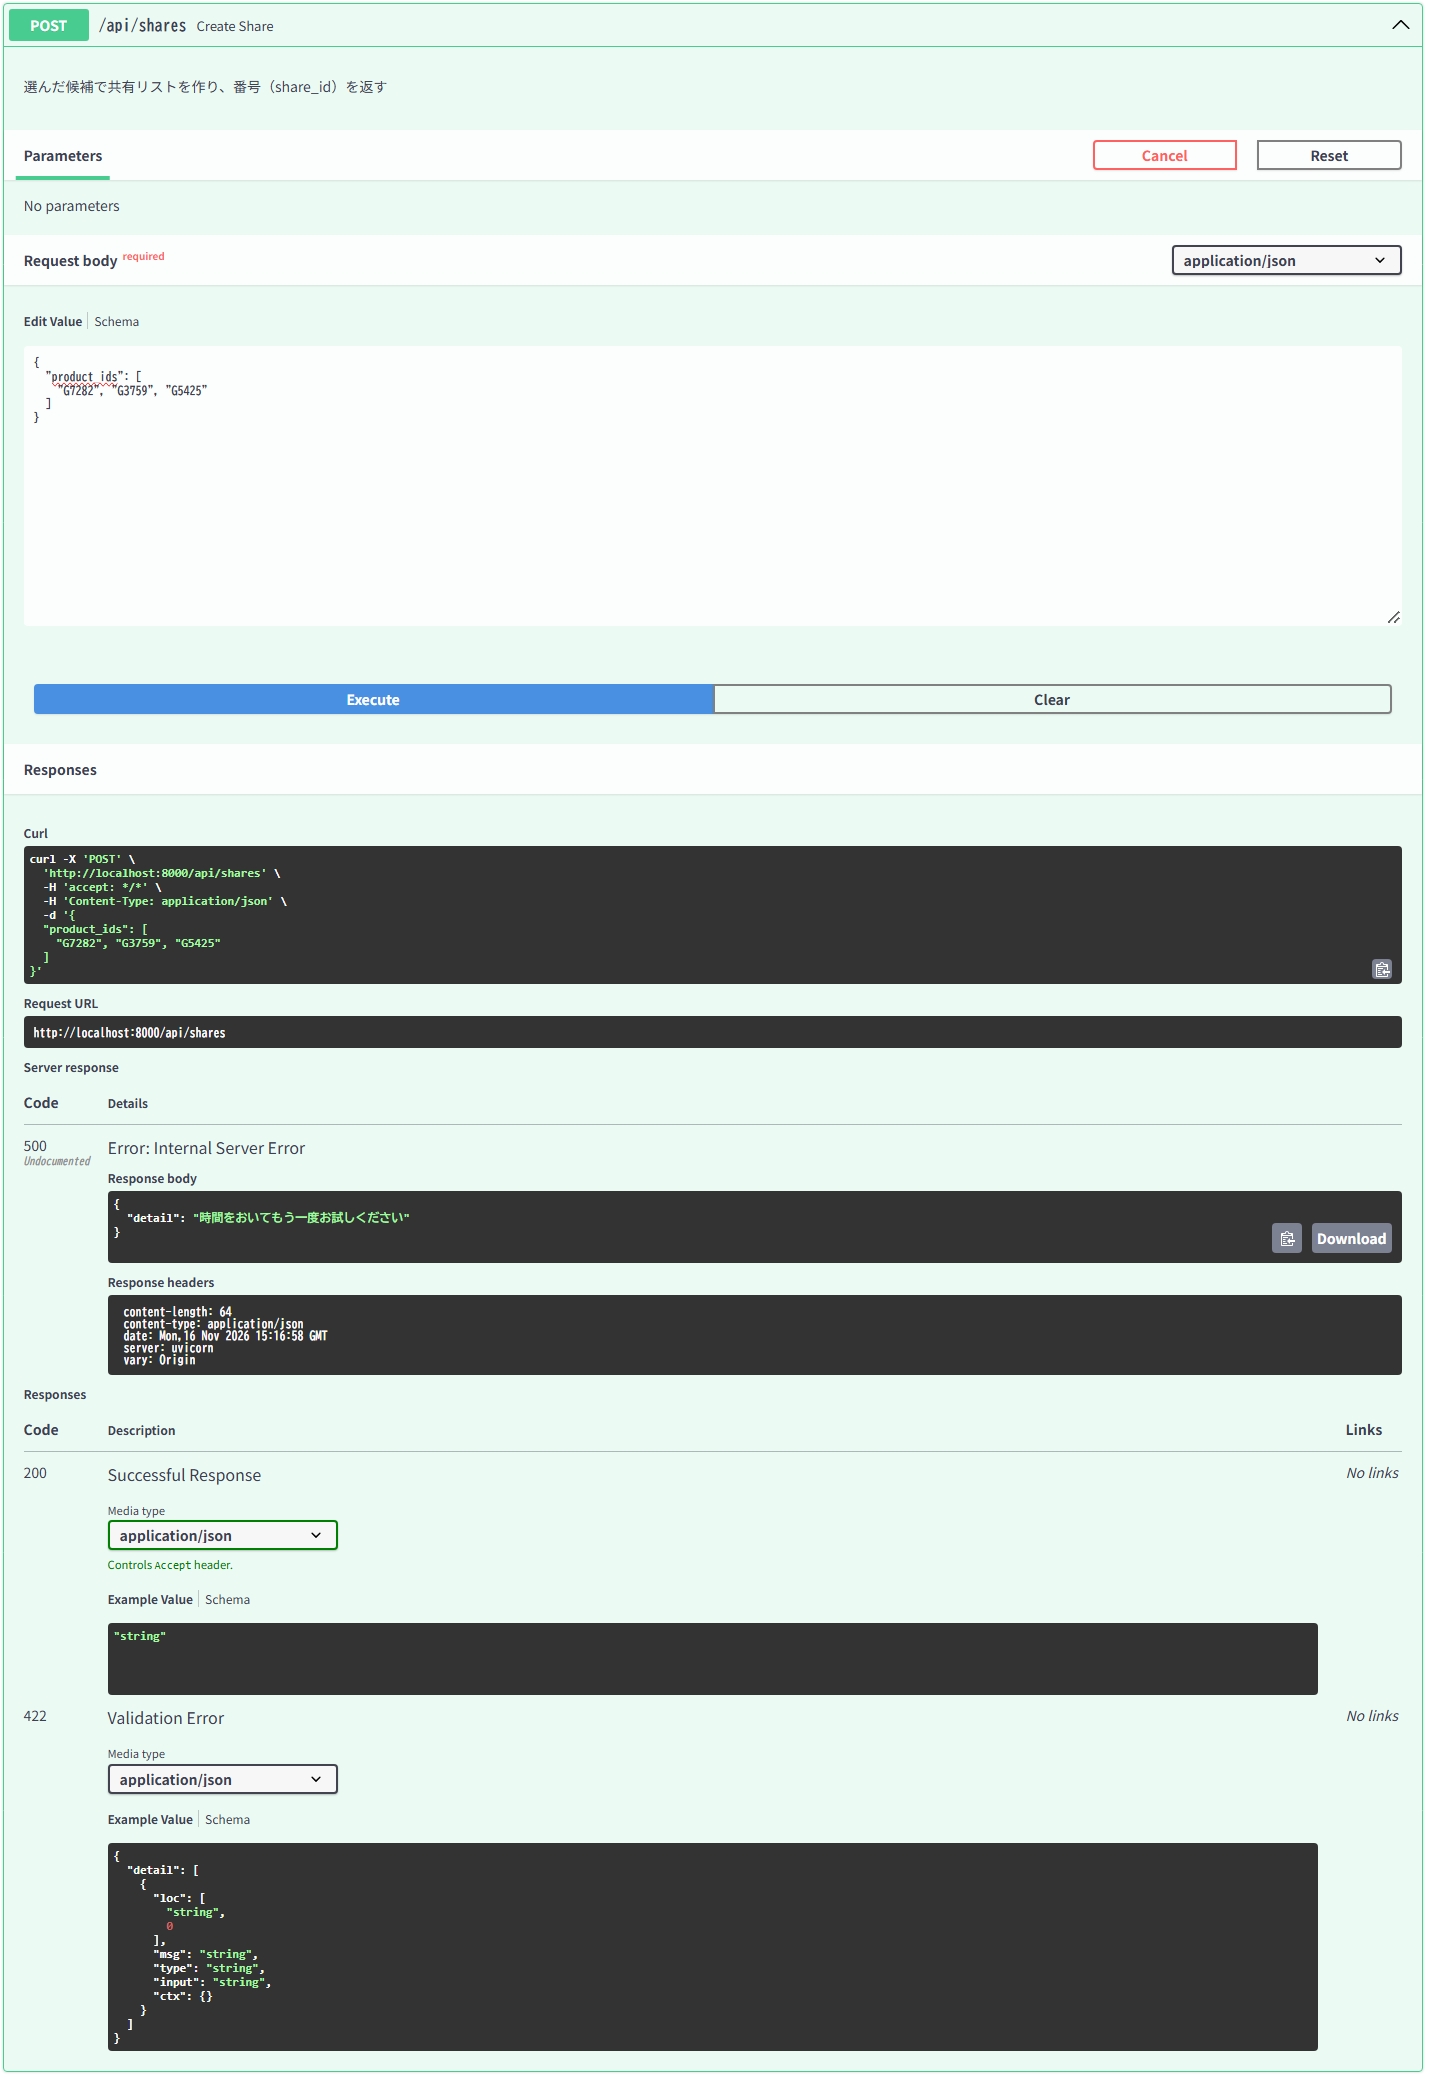 POST /api/shares Create Share
選んだ候補で共有リストを作り、番号（share_id）を返す
Parameters Cancel Reset
No parameters
Request body required application/json
Edit Value Schema
{
"product_ids": [
"G7282", "G3759", "G5425"
]
}
Execute Clear
Responses
Curl
curl -X 'POST' \
'http://localhost:8000/api/shares' \
-H 'accept: */*' \
-H 'Content-Type: application/json' \
-d '{
"product_ids": [
"G7282", "G3759", "G5425"
]
}'
Request URL
http://localhost:8000/api/shares
Server response
Code Details
500 Error: Internal Server Error
Undocumented
Response body
{
"detail": "時間をおいてもう一度お試しください"
}
Download
Response headers
content-length: 64
content-type: application/json
date: Mon,16 Nov 2026 15:16:58 GMT
server: uvicorn
vary: Origin
Responses
Code Description Links
200 Successful Response No links
Media type
application/json
Controls Accept header.
Example Value Schema
"string"
422 Validation Error No links
Media type
application/json
Example Value Schema
{
"detail": [
{
"loc": [
"string",
0
],
"msg": "string",
"type": "string",
"input": "string",
"ctx": {}
}
]
}